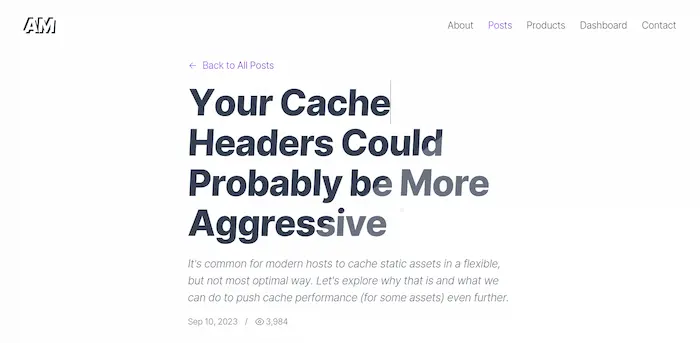 AM
About Posts Products Dashboard Contact
← Back to All Posts
Your Cache
Headers Could
Probably be More
Aggressive
It's common for modern hosts to cache static assets in a flexible,
but not most optimal way. Let's explore why that is and what we
can do to push cache performance (for some assets) even further.
Sep 10, 2023 / 3,984